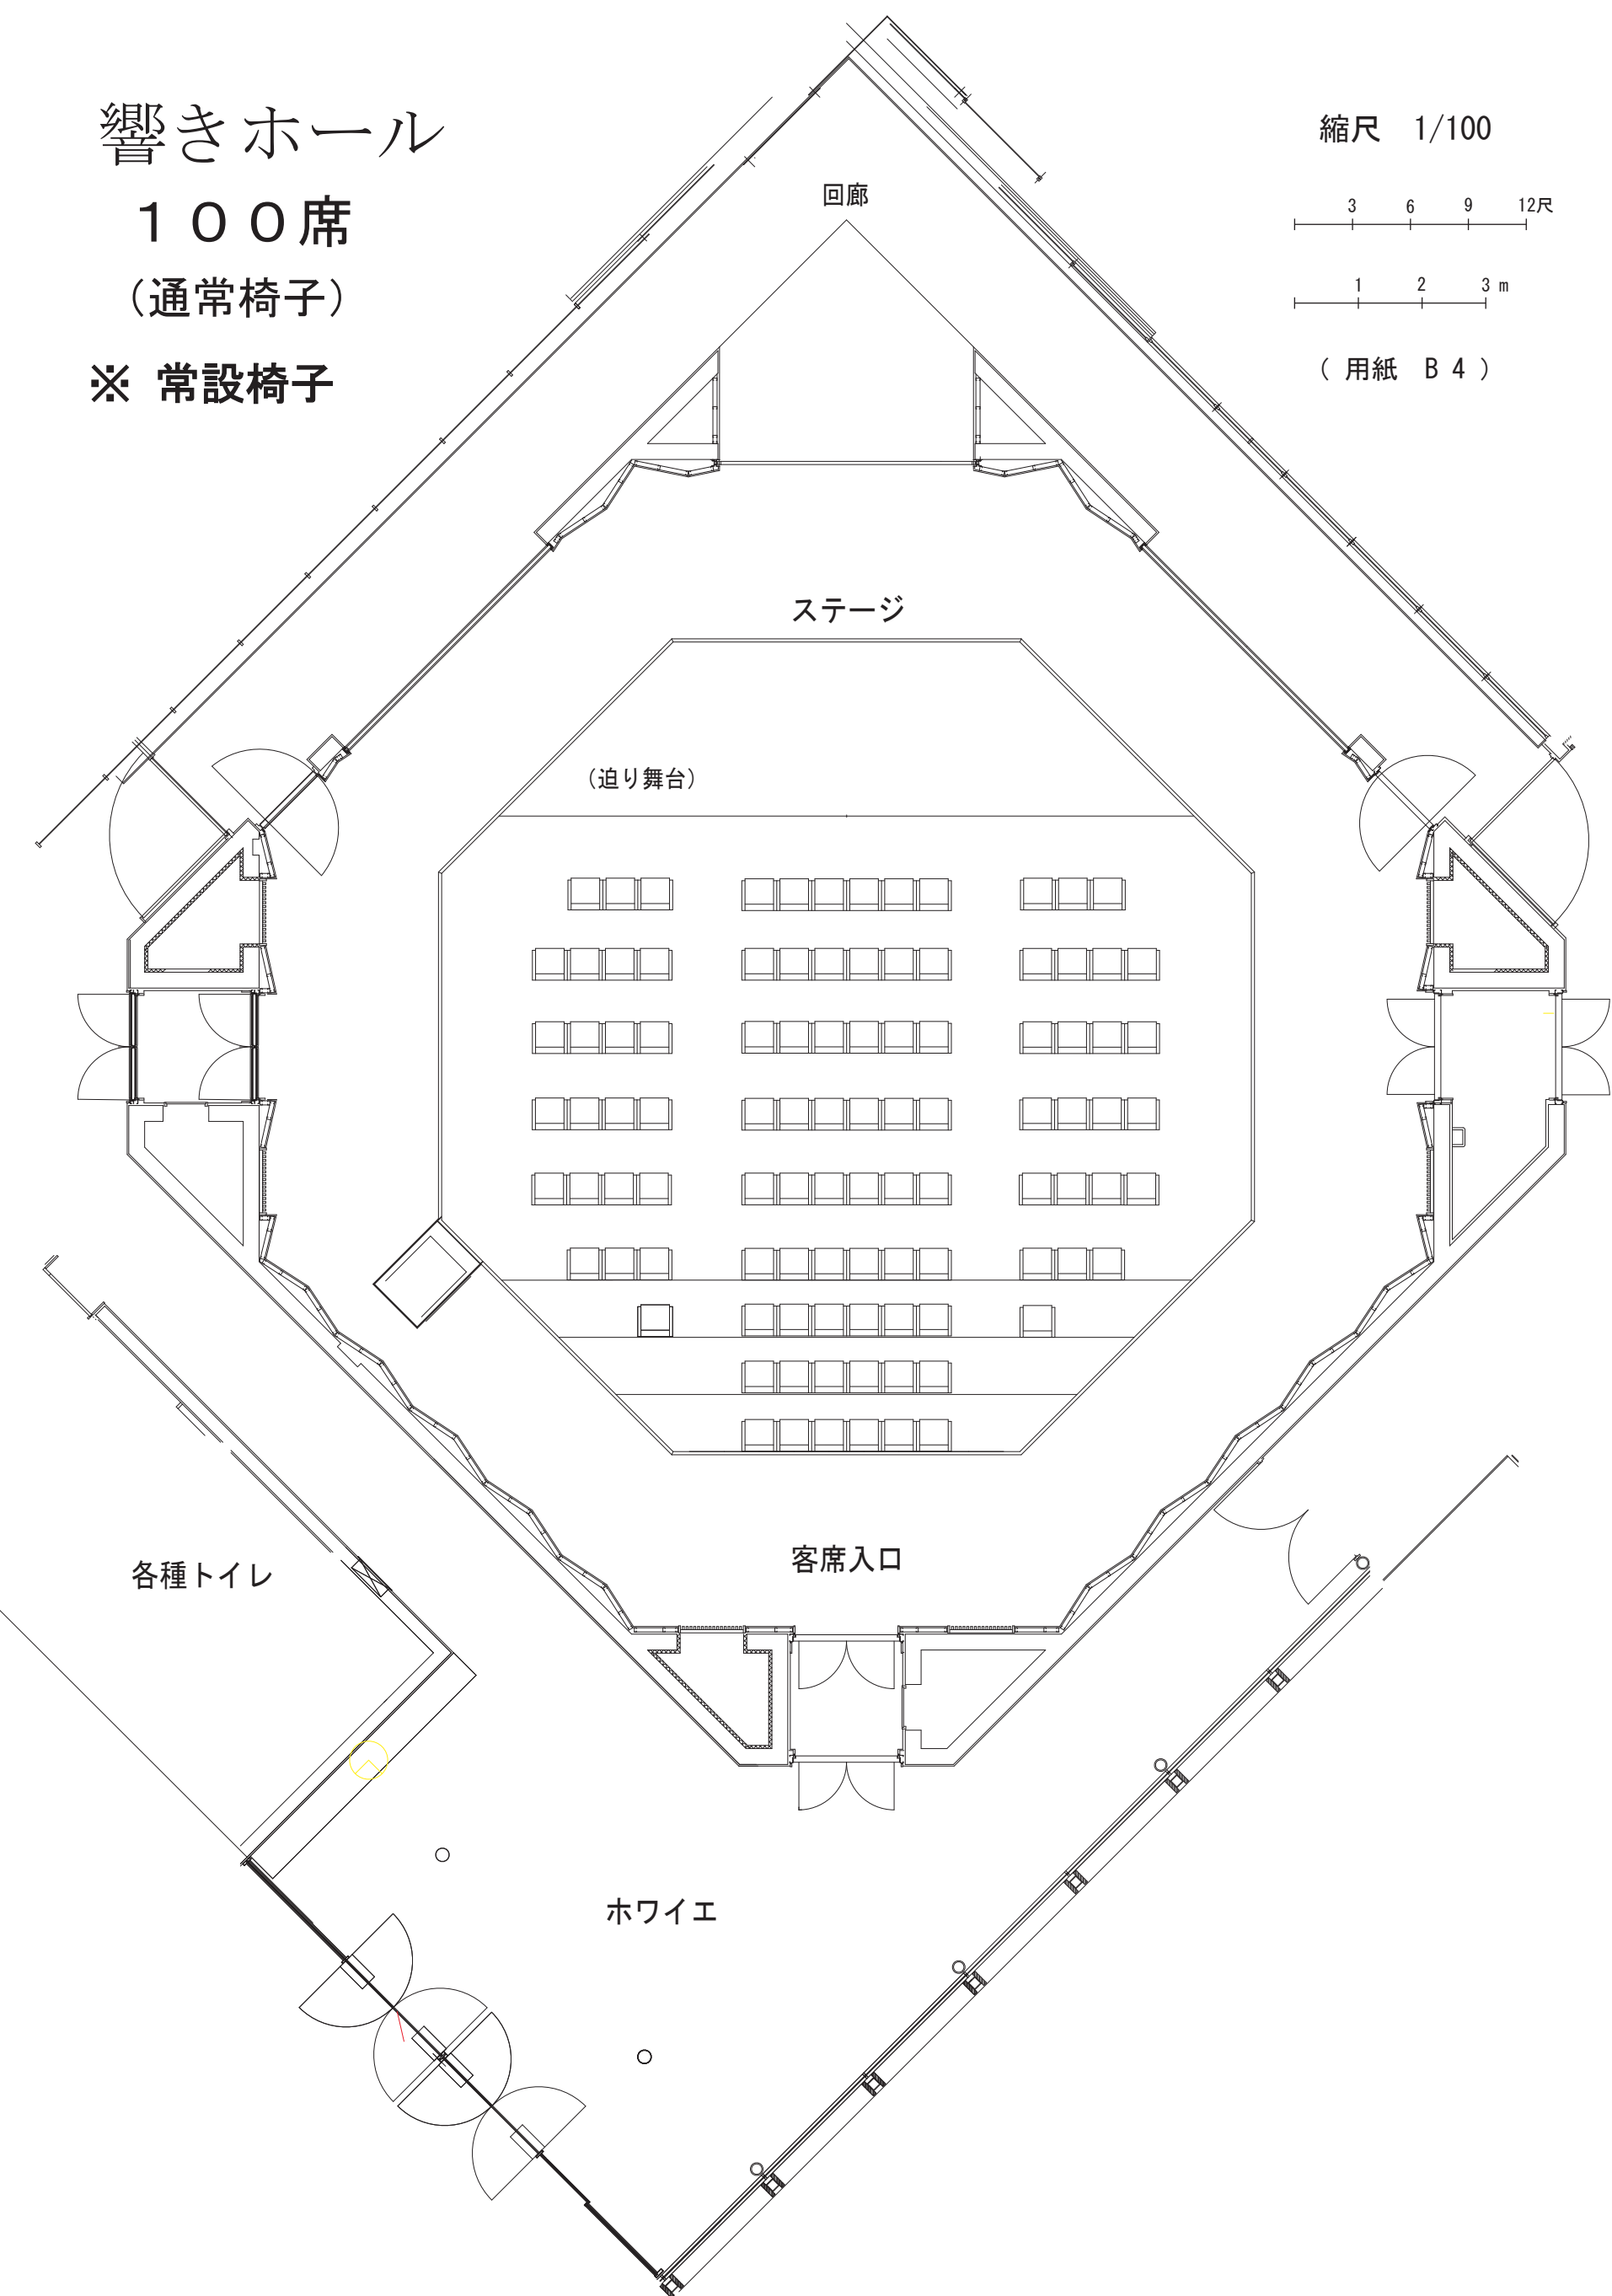 響きホール
１００席
（通常椅子）
※ 常設椅子
縮尺　1/100
3 6 9 12尺
1 2 3 m
（ 用紙　Ｂ４ ）
回廊
ステージ
（迫り舞台）
客席入口
各種トイレ
ホワイエ